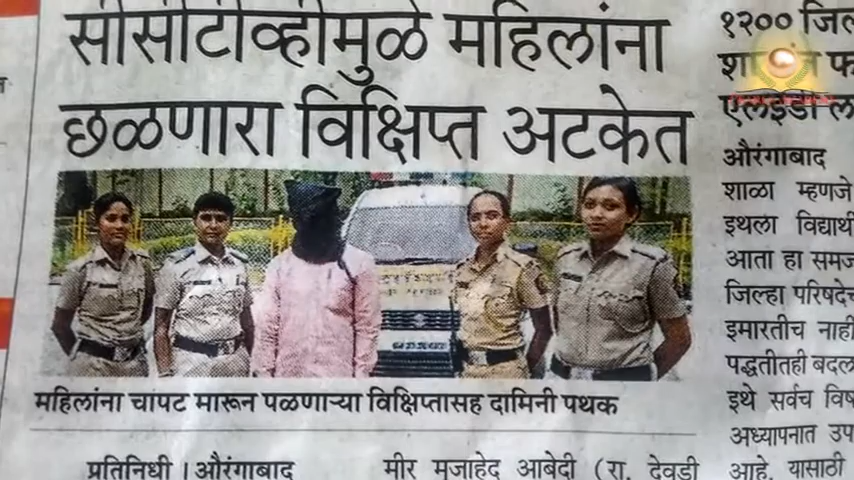 सीसीटीव्हीमुळे महिलांना
छळणारा विक्षिप्त अटकेत
महिलांना चापट मारून पळणाऱ्या विक्षिप्तासह दामिनी पथक
प्रतिनिधी | औरंगाबाद
मीर मुजाहेद आबेदी (रा. देवडी
१२०० जिल
एलइडी ल
औरंगाबाद
शाळा म्हणजे
इथला विद्यार्थी
आता हा समज
जिल्हा परिषदेच
इमारतीच नाही
पद्धतीतही बदल
इथे सर्वच विष
अध्यापनात उप
आहे. यासाठी